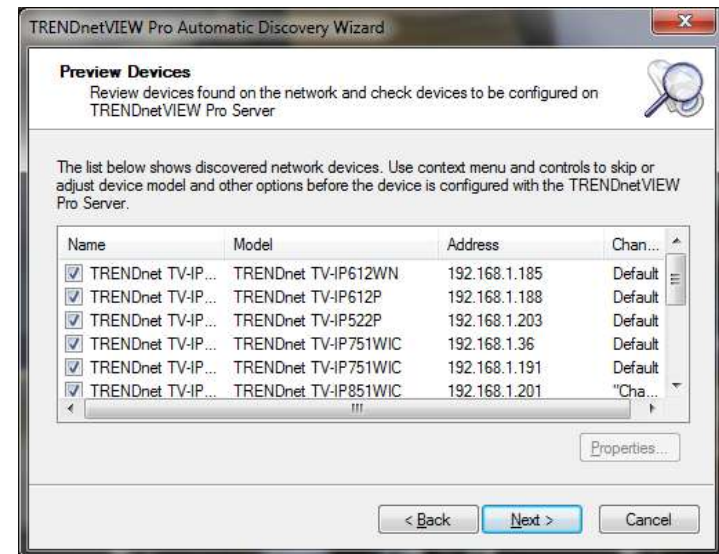 TRENDnetVIEW Pro Automatic Discovery Wizard
Preview Devices
Review devices found on the network and check devices to be configured on
TRENDnetVIEW Pro Server
The list below shows discovered network devices. Use context menu and controls to skip or
adjust device model and other options before the device is configured with the TRENDnetVIEW
Pro Server.
Name Model Address Chan...
TRENDnet TV-IP... TRENDnet TV-IP612WN 192.168.1.185 Default
TRENDnet TV-IP... TRENDnet TV-IP612P 192.168.1.188 Default
TRENDnet TV-IP... TRENDnet TV-IP522P 192.168.1.203 Default
TRENDnet TV-IP... TRENDnet TV-IP751WIC 192.168.1.36 Default
TRENDnet TV-IP... TRENDnet TV-IP751WIC 192.168.1.191 Default
TRENDnet TV-IP... TRENDnet TV-IP851WIC 192.168.1.201 "Cha...
Properties...
< Back Next > Cancel